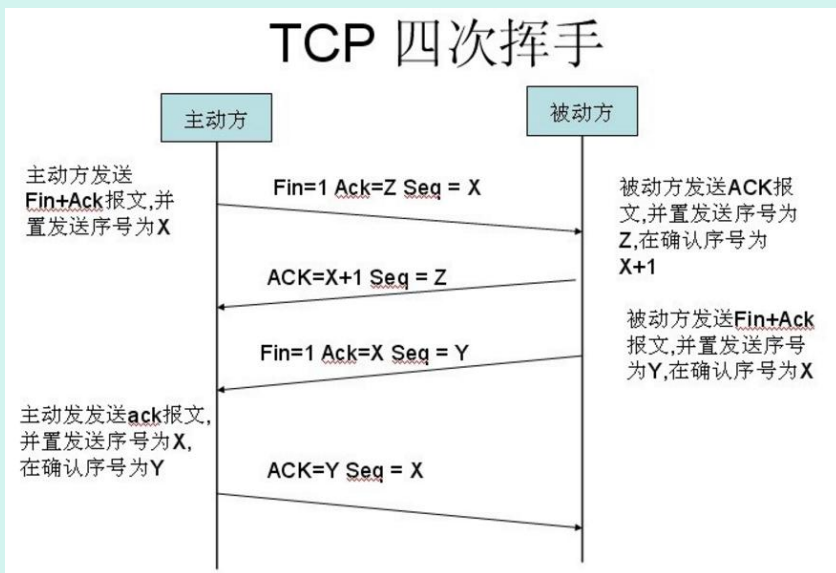 TCP 四次挥手
主动方
被动方
主动方发送
Fin+Ack报文,并
置发送序号为X
Fin=1 Ack=Z Seq = X
被动方发送ACK报
文,并置发送序号为
Z,在确认序号为
X+1
ACK=X+1 Seq = Z
被动方发送Fin+Ack
报文,并置发送序号
为Y,在确认序号为X
Fin=1 Ack=X Seq = Y
主动发发送ack报文,
并置发送序号为X,
在确认序号为Y
ACK=Y Seq = X